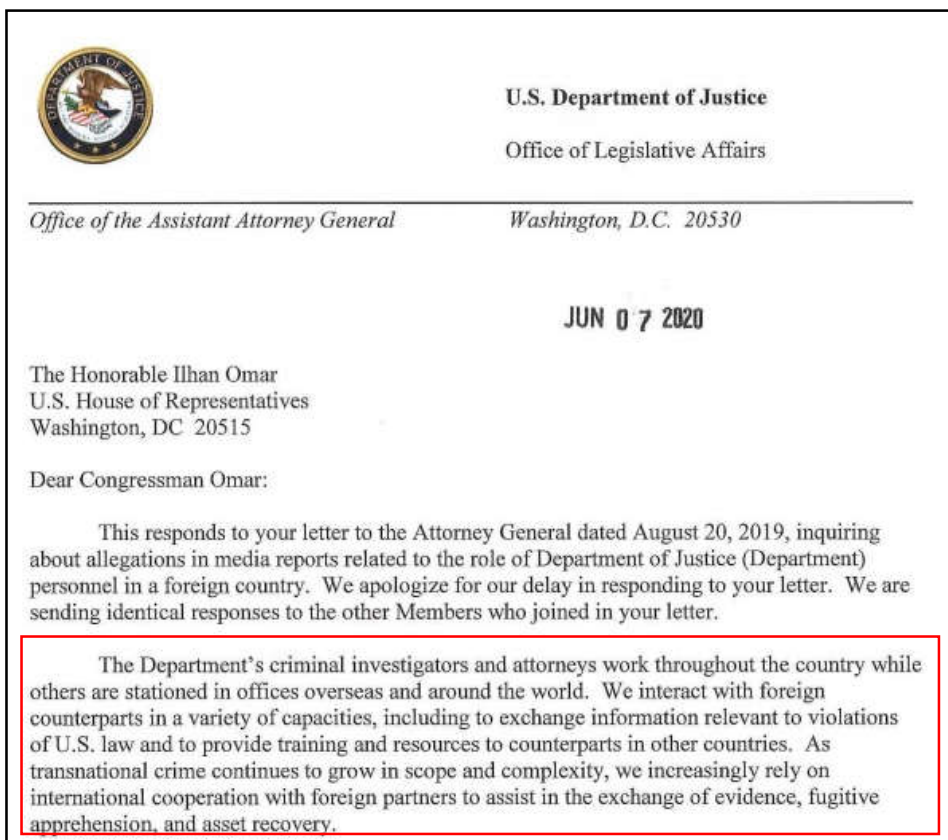 DEPARTMENT OF JUSTICE
U.S. Department of Justice
Office of Legislative Affairs
Office of the Assistant Attorney General Washington, D.C. 20530
JUN 07 2020
The Honorable Ilhan Omar
U.S. House of Representatives
Washington, DC 20515
Dear Congressman Omar:
This responds to your letter to the Attorney General dated August 20, 2019, inquiring
about allegations in media reports related to the role of Department of Justice (Department)
personnel in a foreign country. We apologize for our delay in responding to your letter. We are
sending identical responses to the other Members who joined in your letter.
The Department's criminal investigators and attorneys work throughout the country while
others are stationed in offices overseas and around the world. We interact with foreign
counterparts in a variety of capacities, including to exchange information relevant to violations
of U.S. law and to provide training and resources to counterparts in other countries. As
transnational crime continues to grow in scope and complexity, we increasingly rely on
international cooperation with foreign partners to assist in the exchange of evidence, fugitive
apprehension, and asset recovery.